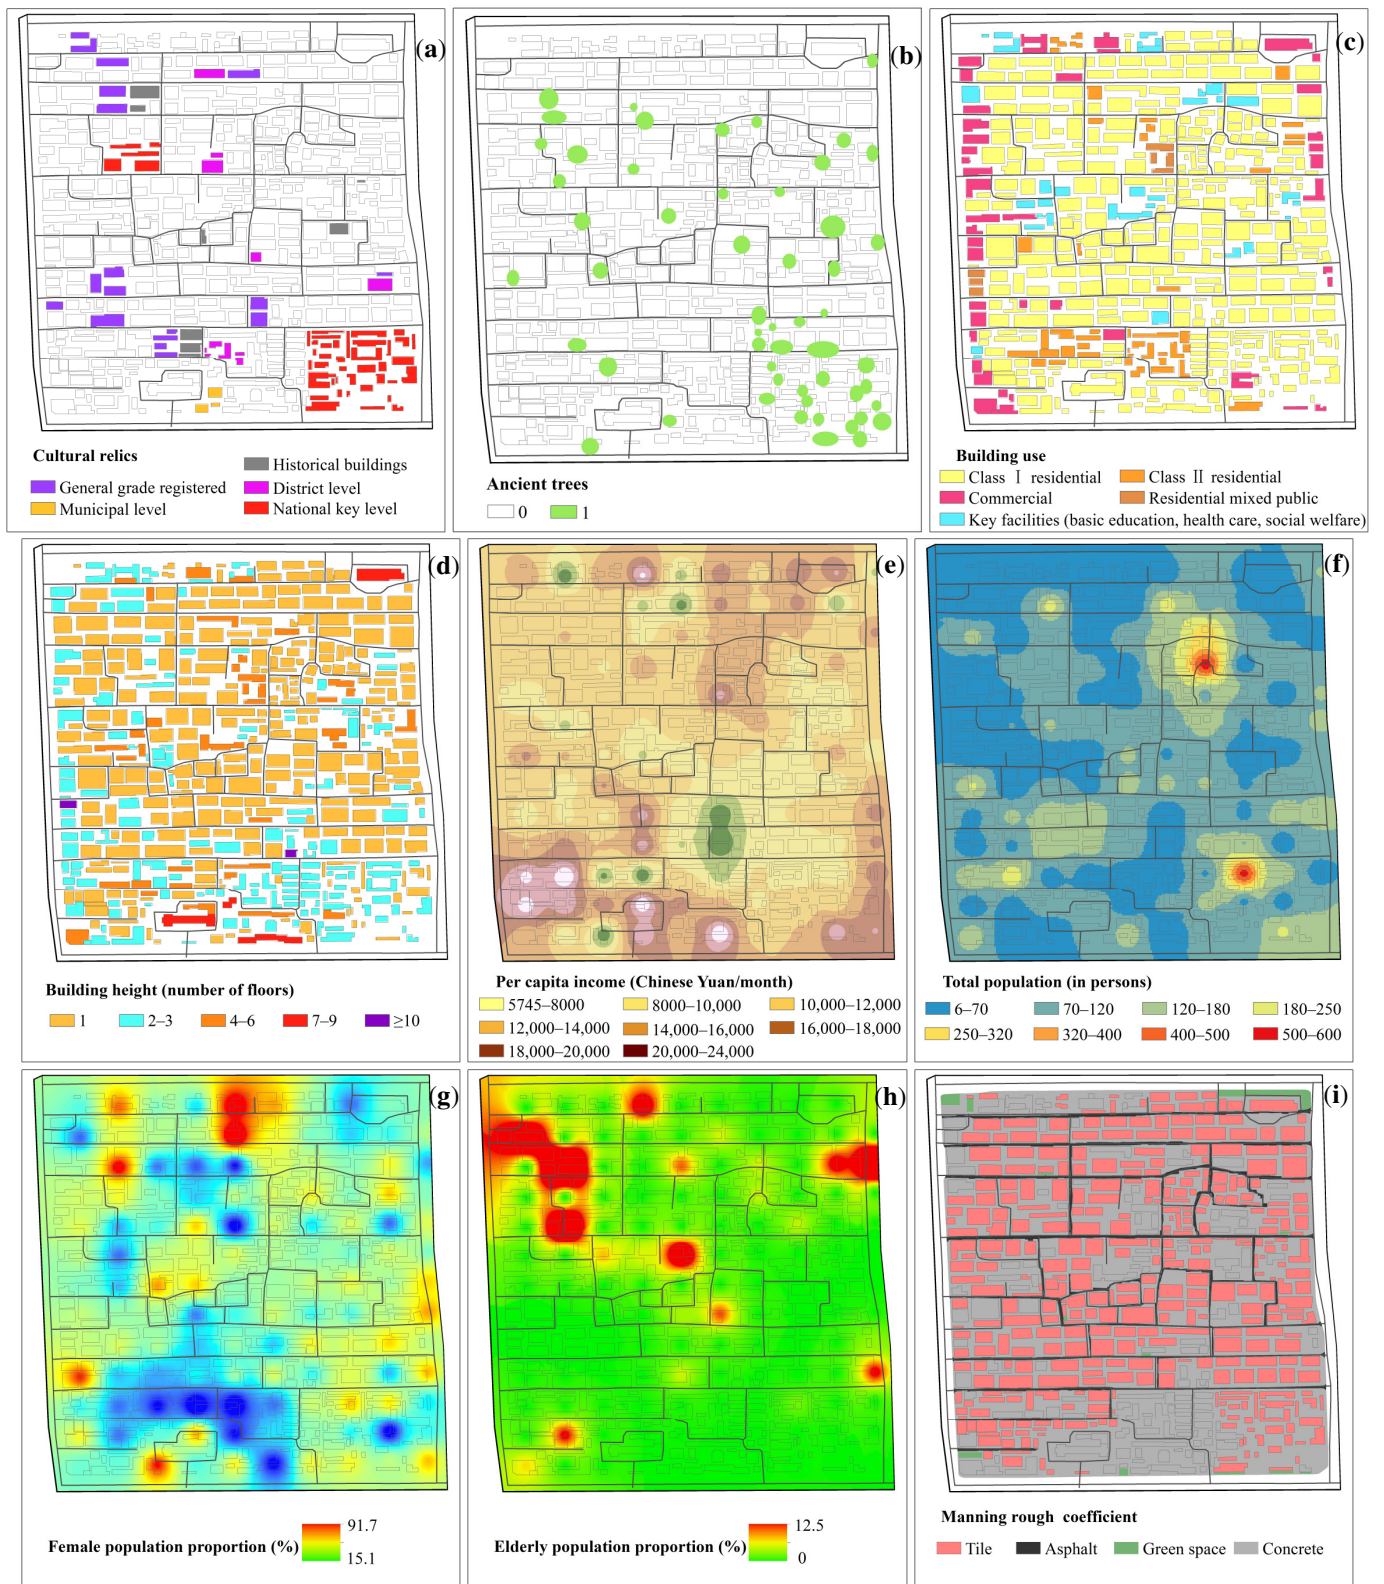 (a)
Cultural relics
Historical buildings
General grade registered
District level
Municipal level
National key level
(b)
Ancient trees
0
1
(c)
Building use
Class Ⅰ residential
Class Ⅱ residential
Commercial
Residential mixed public
Key facilities (basic education, health care, social welfare)
(d)
Building height (number of floors)
1
2–3
4–6
7–9
≥10
(e)
Per capita income (Chinese Yuan/month)
5745–8000
8000–10,000
10,000–12,000
12,000–14,000
14,000–16,000
16,000–18,000
18,000–20,000
20,000–24,000
(f)
Total population (in persons)
6–70
70–120
120–180
180–250
250–320
320–400
400–500
500–600
(g)
Female population proportion (%)
91.7
15.1
(h)
Elderly population proportion (%)
12.5
0
(i)
Manning rough coefficient
Tile
Asphalt
Green space
Concrete